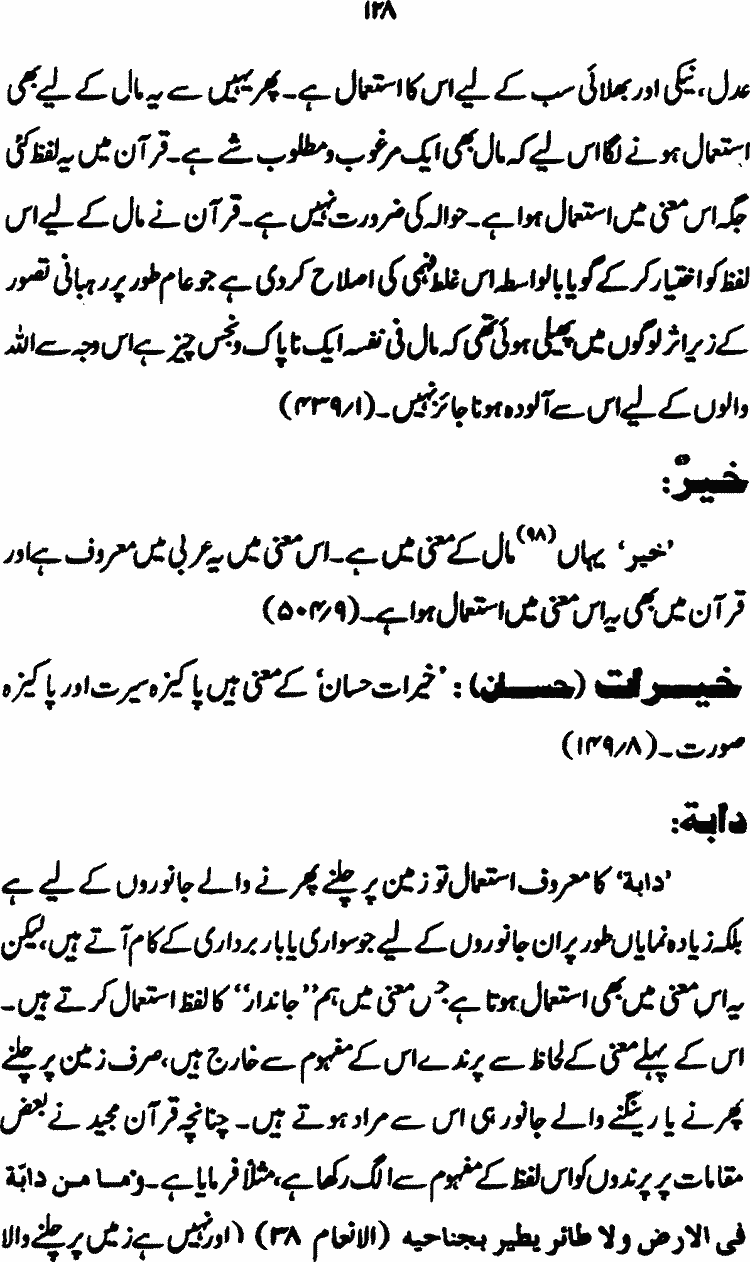 ۱۲۸
عدل، نیکی اور بھلائی سب کے لیے اس کا استعمال ہے۔ پھر یہیں سے یہ مال کے لیے بھی
استعمال ہونے لگا اس لیے کہ مال بھی ایک مرغوب و مطلوب شے ہے۔ قرآن میں یہ لفظ کئی
جگہ اس معنی میں استعمال ہوا ہے۔ حوالہ کی ضرورت نہیں ہے۔ قرآن نے مال کے لیے اس
لفظ کو اختیار کر کے گویا بالواسطہ اس غلط فہمی کی اصلاح کر دی ہے جو عام طور پر رہبانی تصور
کے زیر اثر لوگوں میں پھیلی ہوئی تھی کہ مال فی نفسہ ایک ناپاک و نجس چیز ہے اس وجہ سے اللہ
والوں کے لیے اس سے آلودہ ہونا جائز نہیں۔ (۴۳۹/۱)
خیرٌ:
’خیر‘ یہاں (۹۸) مال کے معنی میں ہے۔ اس معنی میں یہ عربی میں معروف ہے اور
قرآن میں بھی یہ اس معنی میں استعمال ہوا ہے۔ (۵۰۴/۹)
خیرات (حسان): ’خیرات حسان‘ کے معنی ہیں پاکیزہ سیرت اور پاکیزہ
صورت۔ (۱۴۹/۸)
دابة:
’دابة‘ کا معروف استعمال تو زمین پر چلنے پھرنے والے جانوروں کے لیے ہے
بلکہ زیادہ نمایاں طور پر ان جانوروں کے لیے جو سواری یا بار برداری کے کام آتے ہیں، لیکن
یہ اس معنی میں بھی استعمال ہوتا ہے جس معنی میں ہم ’’جاندار‘‘ کا لفظ استعمال کرتے ہیں۔
اس کے پہلے معنی کے لحاظ سے پرندے اس کے مفہوم سے خارج ہیں، صرف زمین پر چلنے
پھرنے یا رینگنے والے جانور ہی اس سے مراد ہوتے ہیں۔ چنانچہ قرآن مجید نے بعض
مقامات پر پرندوں کو اس لفظ کے مفہوم سے الگ رکھا ہے، مثلاً فرمایا ہے۔ وَمـا مـن دابّة
فی الارض ولا طائر یطیر بجناحیه (الانعام ۳۸) (اور نہیں ہے زمیں پر چلنے والا